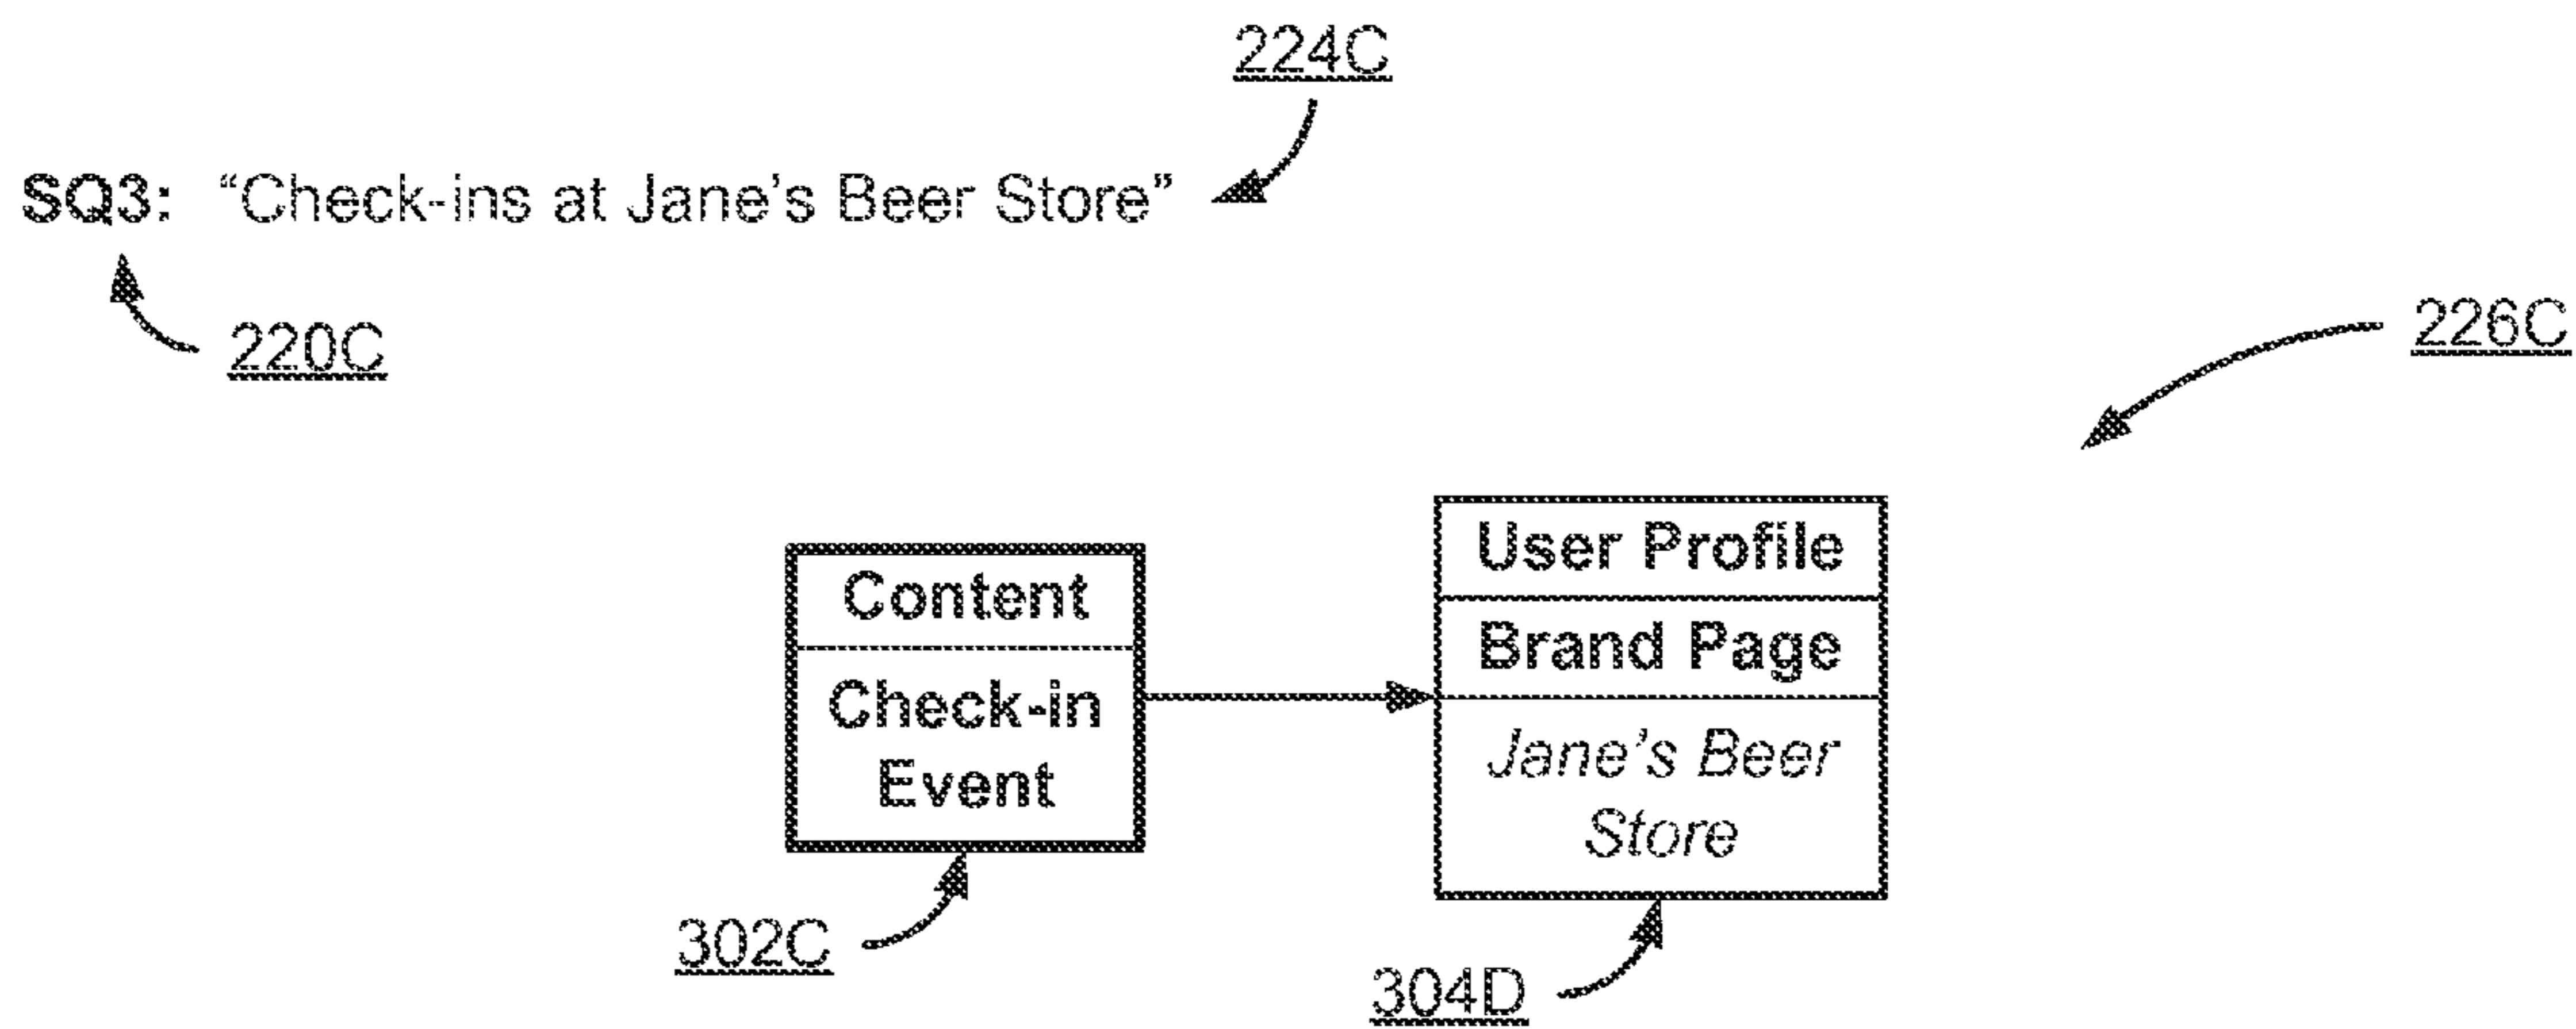 224C
SQ3: “Check-ins at Jane’s Beer Store”
220C
226C
Content
Check-in
Event
User Profile
Brand Page
Jane’s Beer
Store
302C
304D